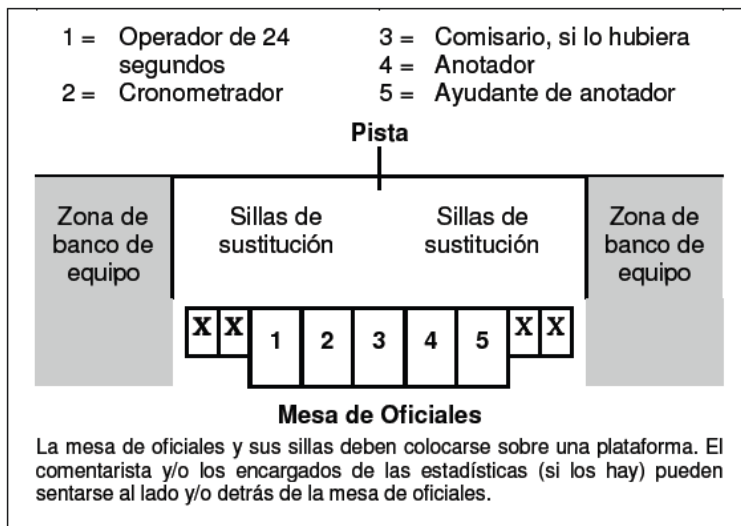 1 = Operador de 24
segundos
2 = Cronometrador
3 = Comisario, si lo hubiera
4 = Anotador
5 = Ayudante de anotador
Pista
Zona de
banco de
equipo
Sillas de
sustitución
Sillas de
sustitución
Zona de
banco de
equipo
X X 1 2 3 4 5 X X
Mesa de Oficiales
La mesa de oficiales y sus sillas deben colocarse sobre una plataforma. El
comentarista y/o los encargados de las estadísticas (si los hay) pueden
sentarse al lado y/o detrás de la mesa de oficiales.